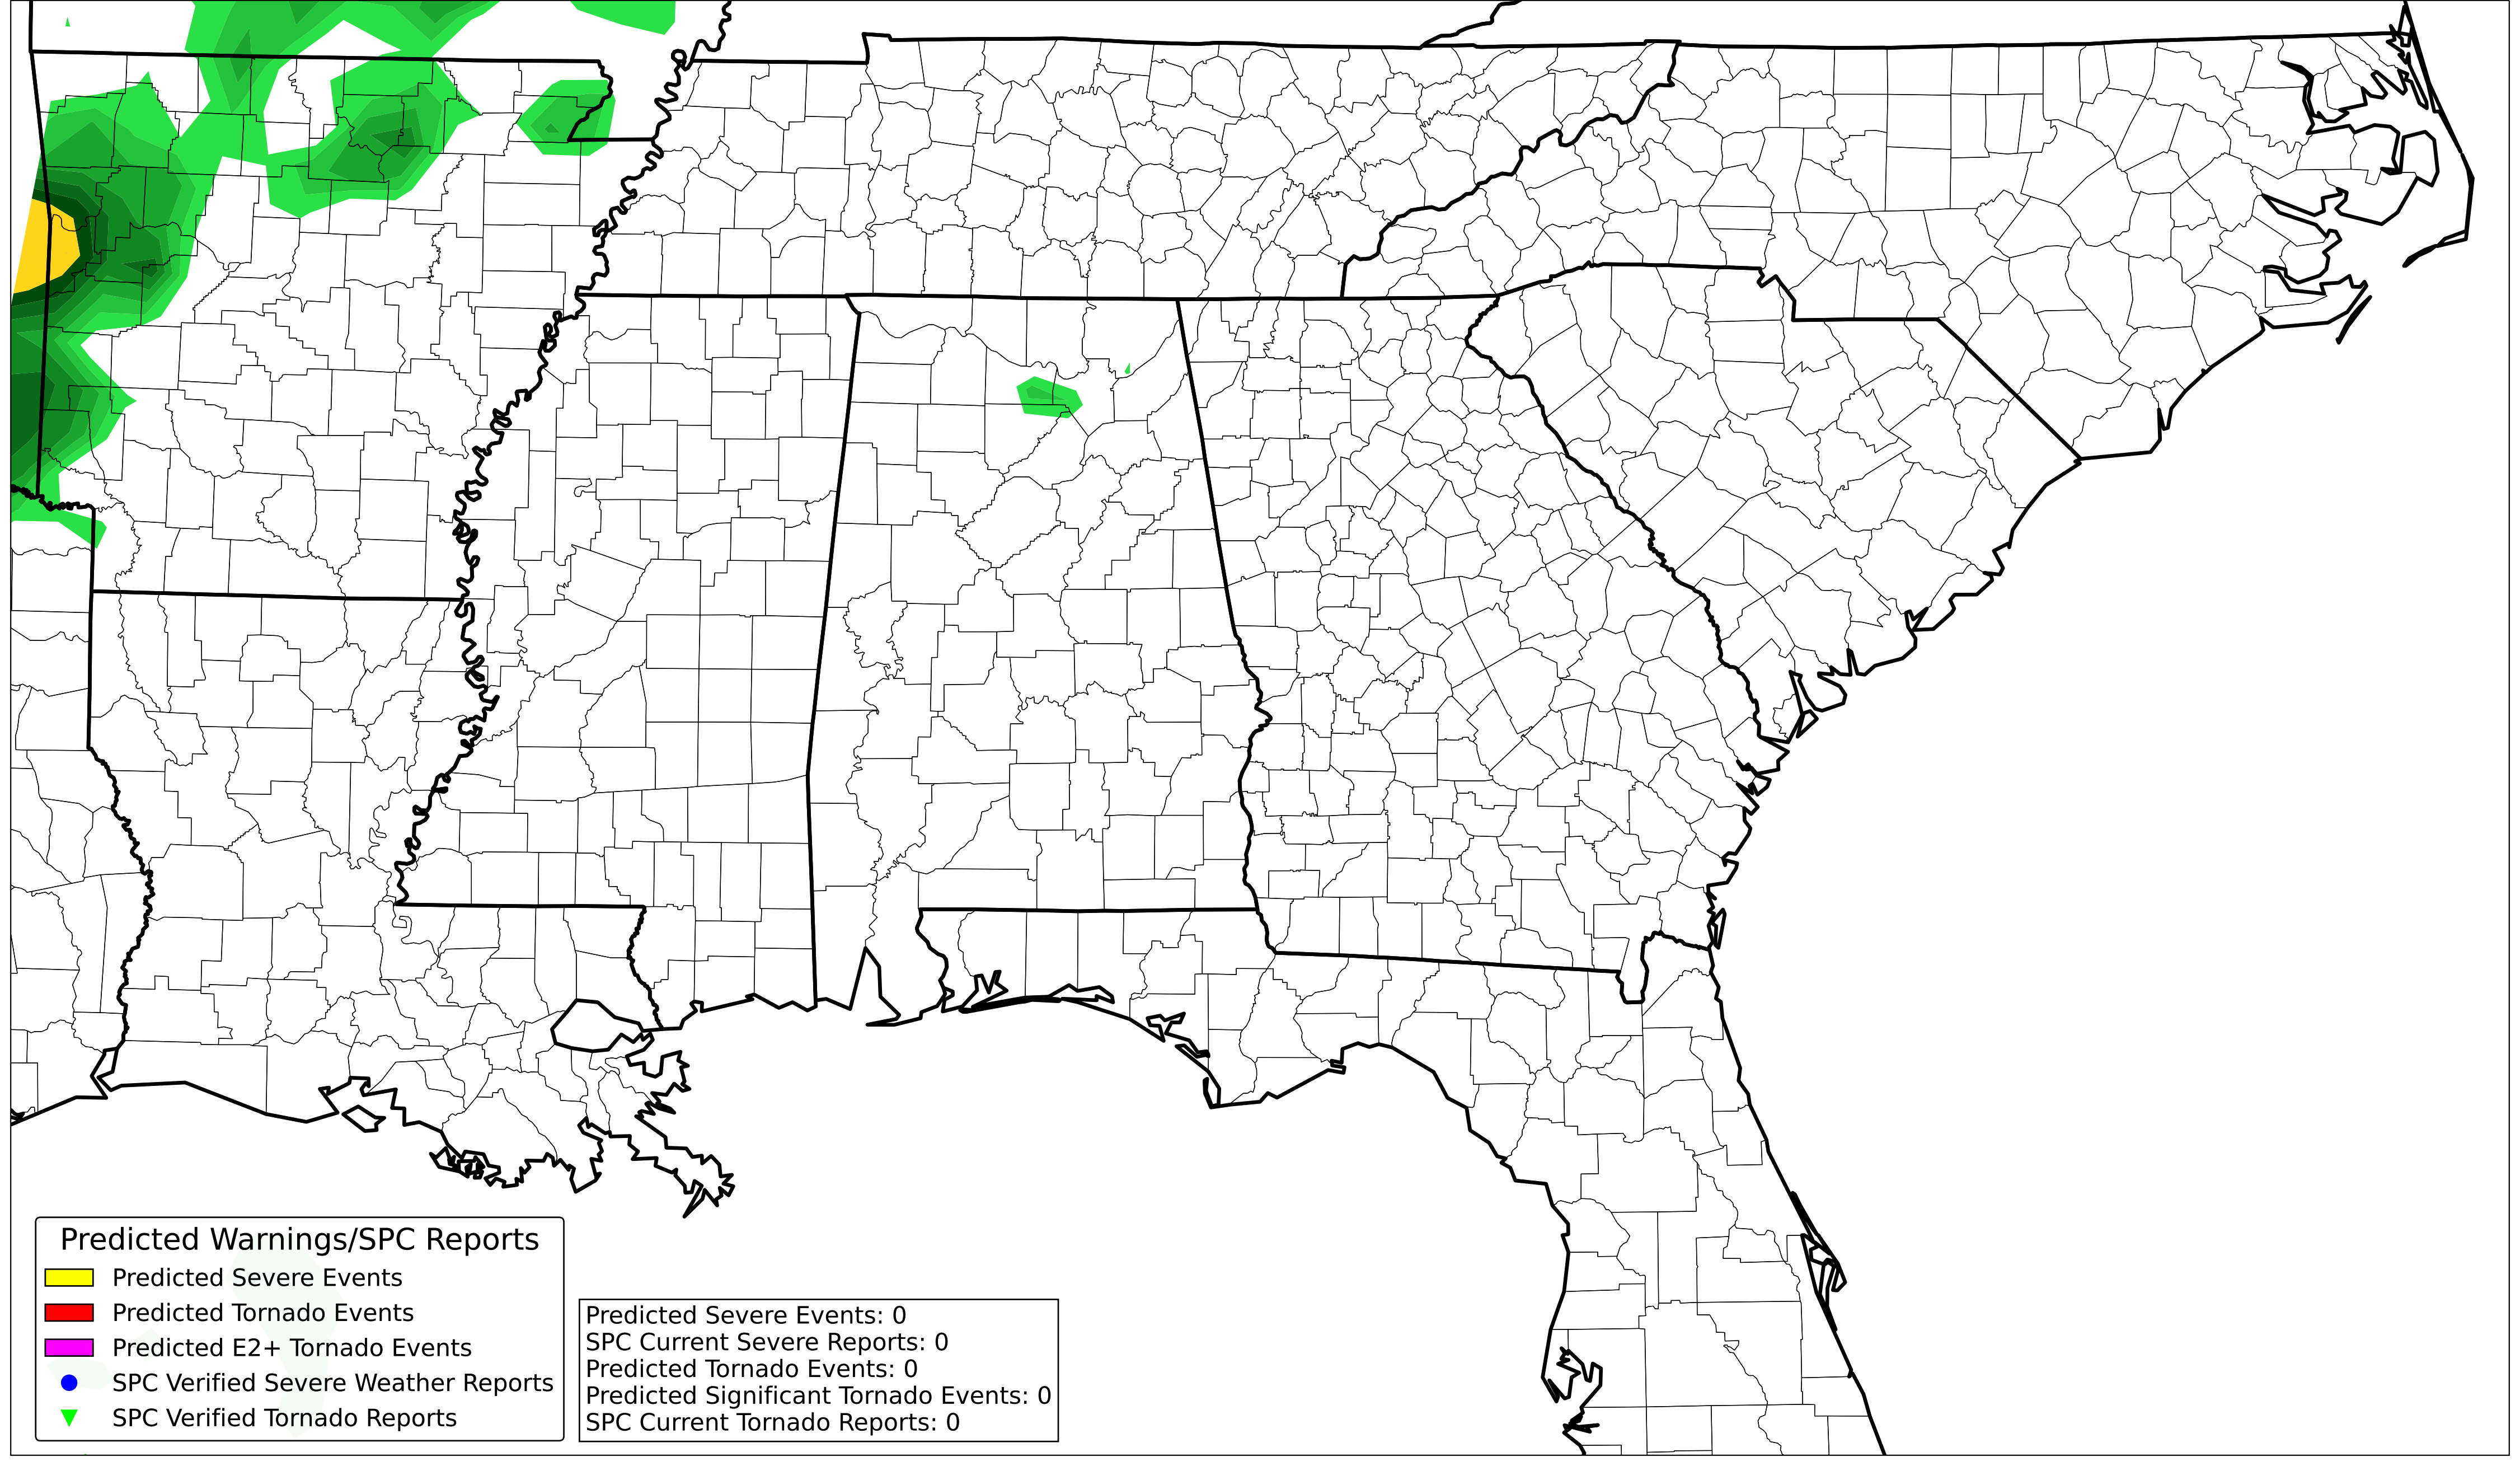 Predicted Warnings/SPC Reports
Predicted Severe Events
Predicted Tornado Events
Predicted E2+ Tornado Events
SPC Verified Severe Weather Reports
SPC Verified Tornado Reports
Predicted Severe Events: 0
SPC Current Severe Reports: 0
Predicted Tornado Events: 0
Predicted Significant Tornado Events: 0
SPC Current Tornado Reports: 0